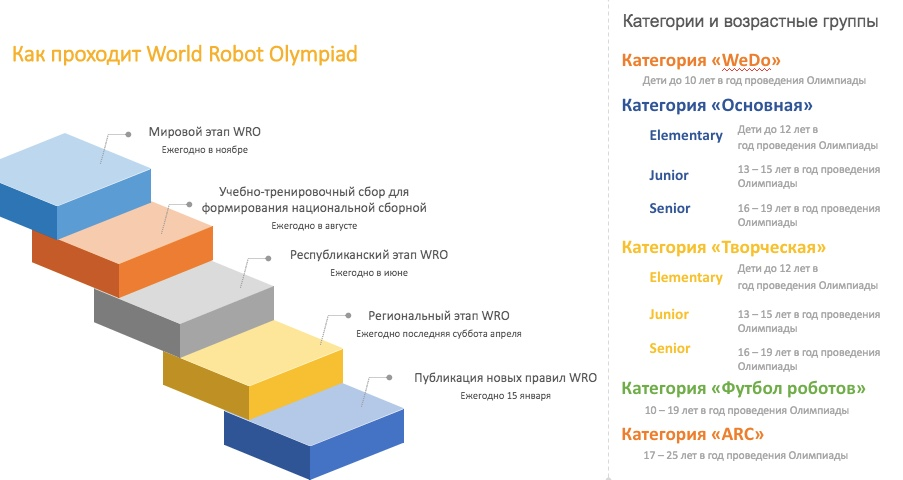 Как проходит World Robot Olympiad
Мировой этап WRO
Ежегодно в ноябре
Учебно-тренировочный сбор для
формирования национальной сборной
Ежегодно в августе
Республиканский этап WRO
Ежегодно в июне
Региональный этап WRO
Ежегодно последняя суббота апреля
Публикация новых правил WRO
Ежегодно 15 января
Категории и возрастные группы
Категория «WeDo»
Дети до 10 лет в год проведения Олимпиады
Категория «Основная»
Elementary
Дети до 12 лет в
год проведения Олимпиады
Junior
13 – 15 лет в год проведения
Олимпиады
Senior
16 – 19 лет в год проведения
Олимпиады
Категория «Творческая»
Elementary
Дети до 12 лет в
год проведения Олимпиады
Junior
13 – 15 лет в год проведения
Олимпиады
Senior
16 – 19 лет в год проведения
Олимпиады
Категория «Футбол роботов»
10 – 19 лет в год проведения Олимпиады
Категория «ARC»
17 – 25 лет в год проведения Олимпиады